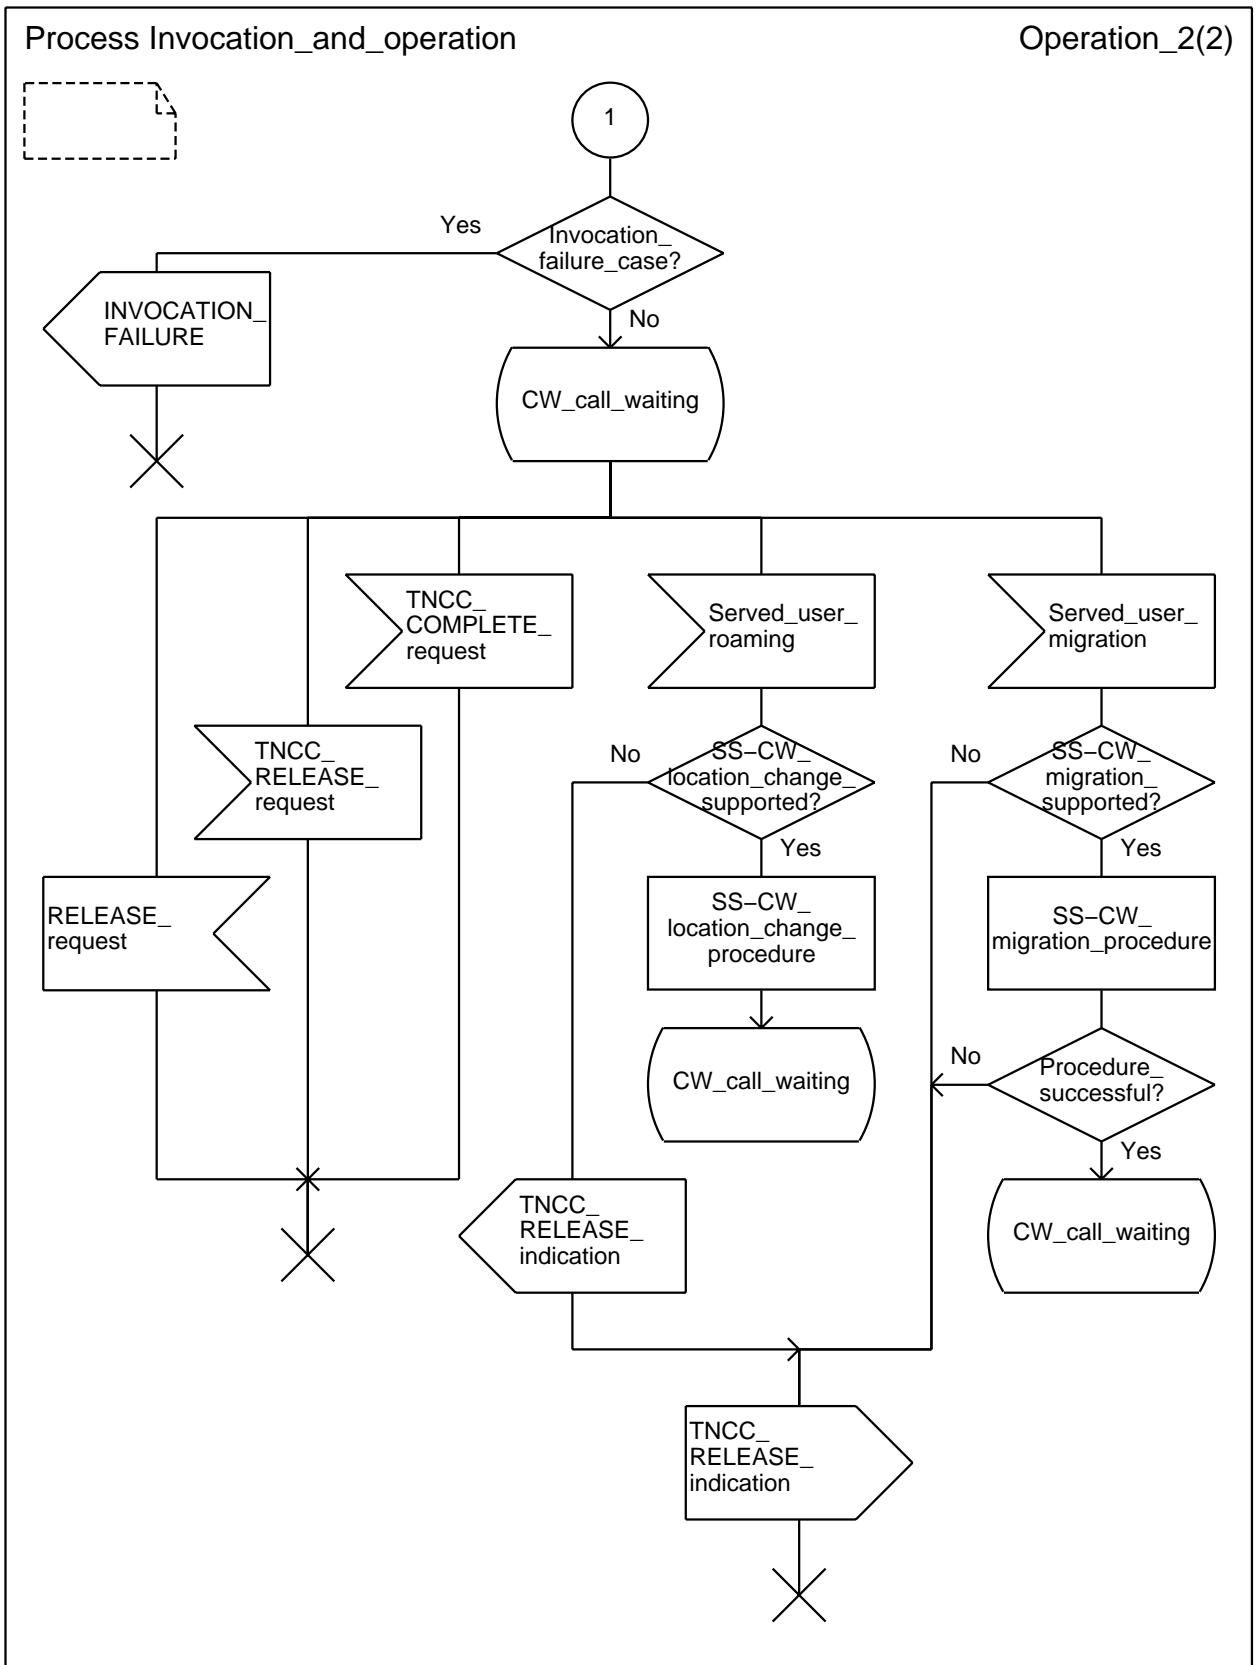 Process Invocation_and_operation
Operation_2(2)
1
Yes
Invocation_
failure_case?
INVOCATION_
FAILURE
No
CW_call_waiting
TNCC_
COMPLETE_
request
Served_user_
roaming
Served_user_
migration
TNCC_
RELEASE_
request
No
SS−CW_
location_change_
supported?
No
SS−CW_
migration_
supported?
Yes
Yes
RELEASE_
request
SS−CW_
location_change_
procedure
SS−CW_
migration_procedure
CW_call_waiting
No
Procedure_
successful?
Yes
TNCC_
RELEASE_
indication
CW_call_waiting
TNCC_
RELEASE_
indication